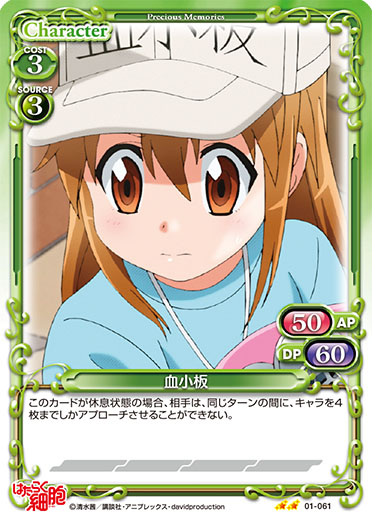 Precious Memories
Character
COST
3
SOURCE
3
血小板
50 AP
DP 60
血小板
このカードが休息状態の場合、相手は、同じターンの間に、キャラを4
枚までしかアプローチさせることができない。
はたらく
細胞
©清水茜/講談社・アニプレックス・davidproduction
01-061